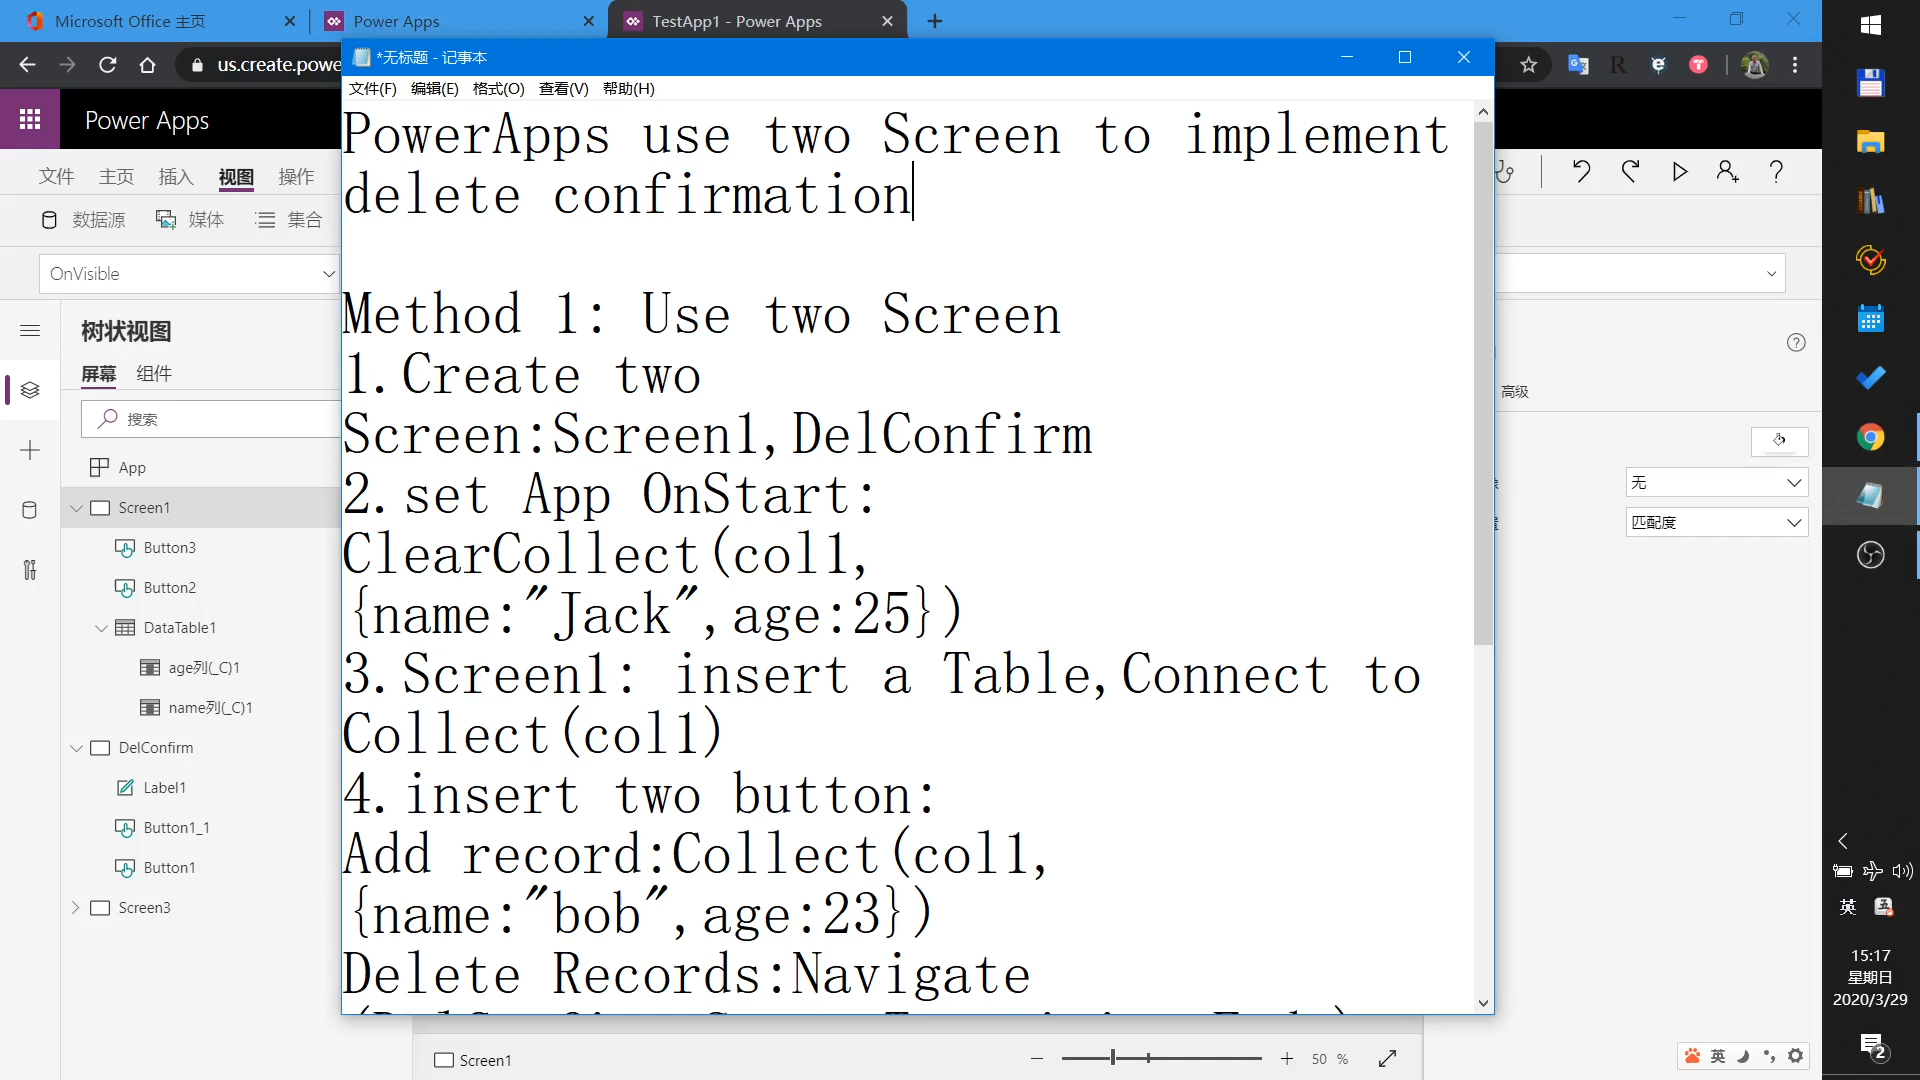 Microsoft Office 主页
Power Apps
TestApp1 - Power Apps
us.create.powe
*无标题 - 记事本
文件(F) 编辑(E) 格式(O) 查看(V) 帮助(H)
Power Apps
文件 主页 插入 视图 操作
数据源 媒体 集合
OnVisible
树状视图
屏幕 组件
搜索
App
Screen1
Button3
Button2
DataTable1
age列(_C)1
name列(_C)1
DelConfirm
Label1
Button1_1
Button1
Screen3
PowerApps use two Screen to implement
delete confirmation
Method 1: Use two Screen
1.Create two
Screen:Screen1,DelConfirm
2.set App OnStart:
ClearCollect(col1,
{name:"Jack",age:25})
3.Screen1: insert a Table,Connect to
Collect(col1)
4.insert two button:
Add record:Collect(col1,
{name:"bob",age:23})
Delete Records:Navigate
高级
无
匹配度
Screen1
50 %
英
15:17
星期日
2020/3/29
英
2